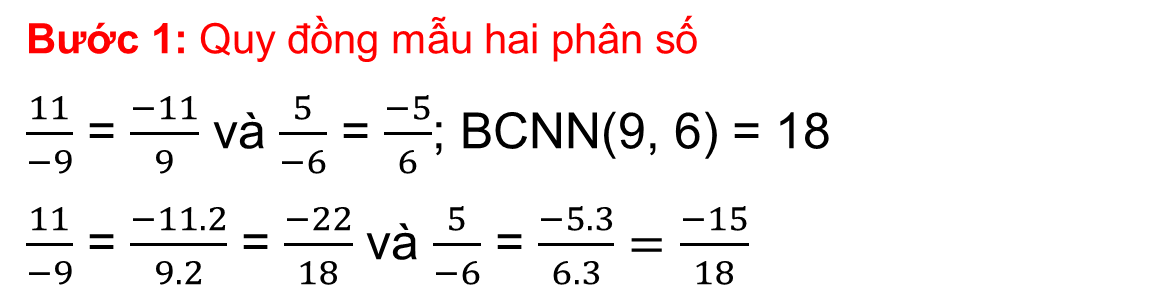 Bước 1: Quy đồng mẫu hai phân số
11/−9 = −11/9 và 5/−6 = −5/6; BCNN(9, 6) = 18
11/−9 = −11.2/9.2 = −22/18 và 5/−6 = −5.3/6.3 = −15/18